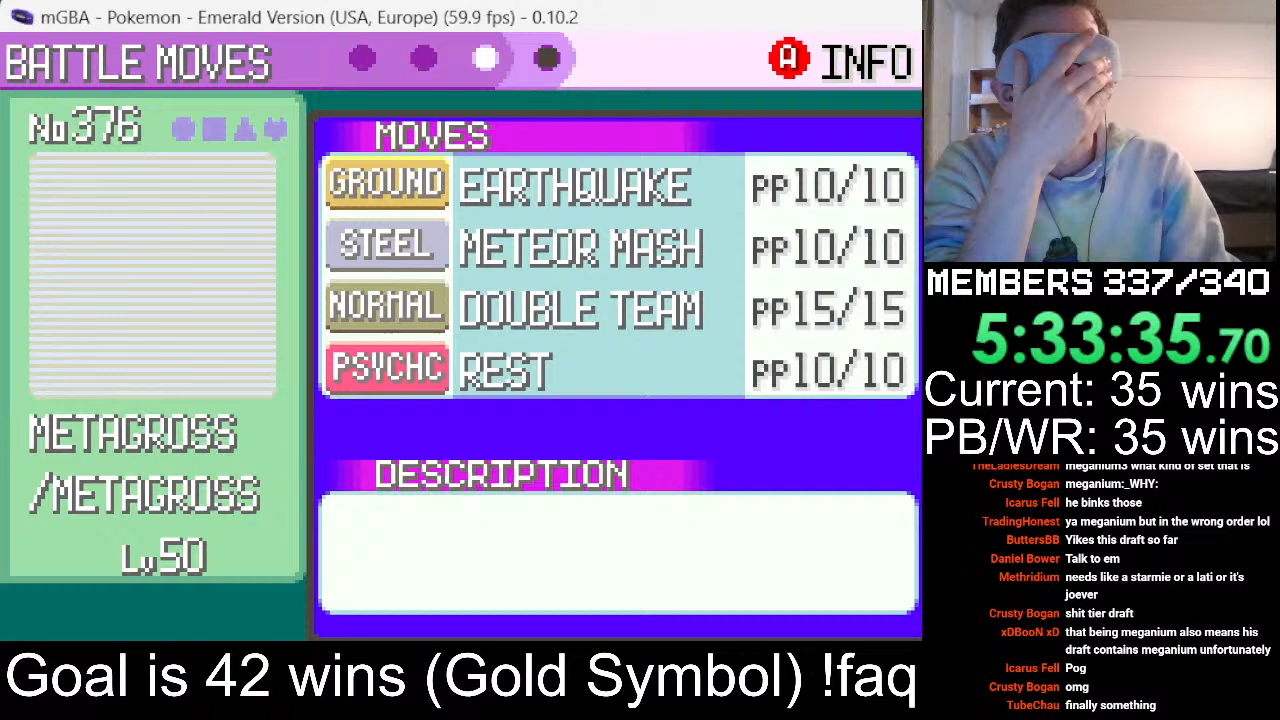 mGBA - Pokemon - Emerald Version (USA, Europe) (59.9 fps) - 0.10.2
BATTLE MOVES
A INFO
No376
MOVES
GROUND EARTHQUAKE PP10/10
STEEL METEOR MASH PP10/10
NORMAL DOUBLE TEAM PP15/15
PSYCHC REST PP10/10
METAGROSS
/METAGROSS
Lv50
DESCRIPTION
MEMBERS 337/340
5:33:35.70
Current: 35 wins
PB/WR: 35 wins
TheLadiesDream meganium3 what kind of set that is
Crusty Bogan meganium:_WHY:
Icarus Fell he binks those
TradingHonest ya meganium but in the wrong order lol
ButtersBB Yikes this draft so far
Daniel Bower Talk to em
Methridium needs like a starmie or a lati or it's
joever
Crusty Bogan shit tier draft
xDBooN xD that being meganium also means his
draft contains meganium unfortunately
Icarus Fell Pog
Crusty Bogan omg
TubeChau finally something
Goal is 42 wins (Gold Symbol) !faq